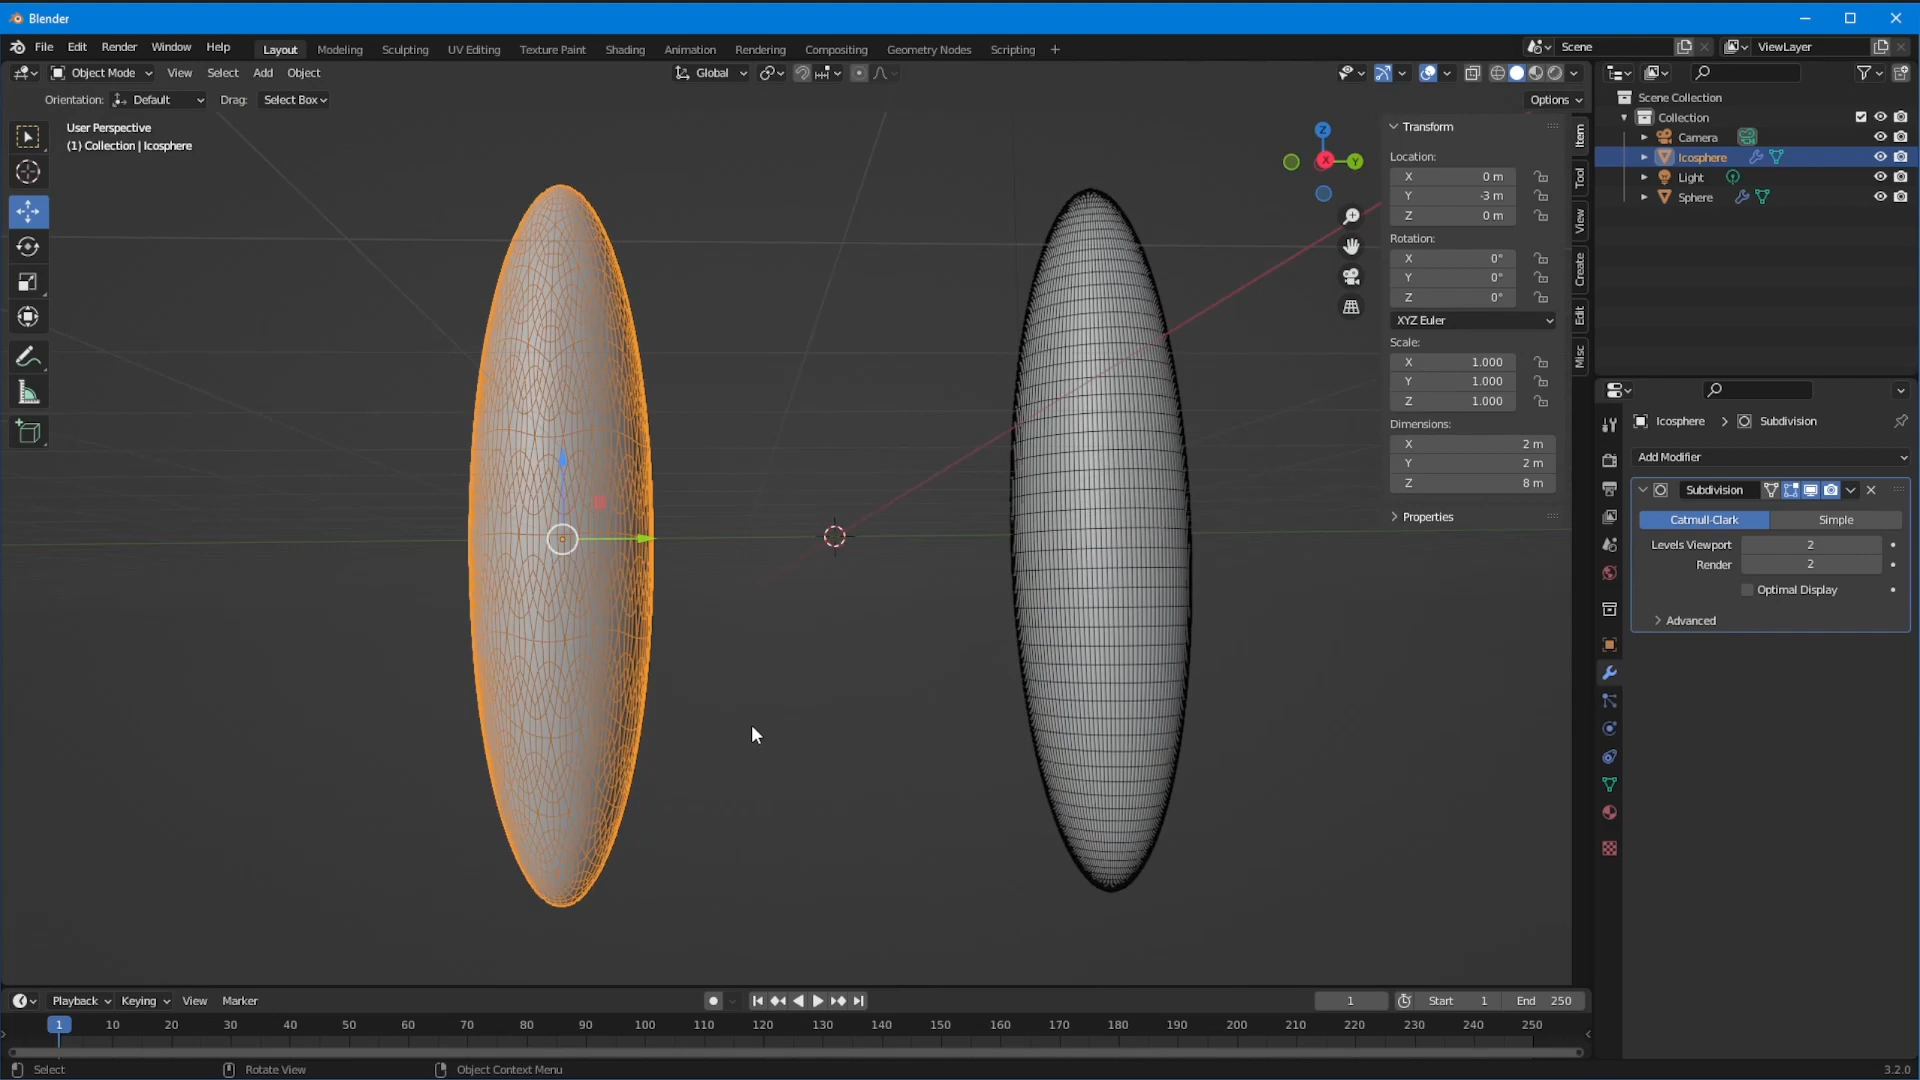 Blender
File Edit Render Window Help Layout Modeling Sculpting UV Editing Texture Paint Shading Animation Rendering Compositing Geometry Nodes Scripting + Scene ViewLayer
Object Mode View Select Add Object Global
Orientation: Default Drag: Select Box Options
User Perspective
(1) Collection | Icosphere
Z
X
Y
Transform
Location:
X 0 m
Y -3 m
Z 0 m
Rotation:
X 0°
Y 0°
Z 0°
XYZ Euler
Scale:
X 1.000
Y 1.000
Z 1.000
Dimensions:
X 2 m
Y 2 m
Z 8 m
Properties
Item
Tool
View
Create
Edit
Misc
Scene Collection
Collection
Camera
Icosphere
Light
Sphere
Icosphere > Subdivision
Add Modifier
Subdivision
Catmull-Clark Simple
Levels Viewport 2
Render 2
Optimal Display
Advanced
Playback Keying View Marker 1 Start 1 End 250
1 10 20 30 40 50 60 70 80 90 100 110 120 130 140 150 160 170 180 190 200 210 220 230 240 250
Select Rotate View Object Context Menu 3.2.0